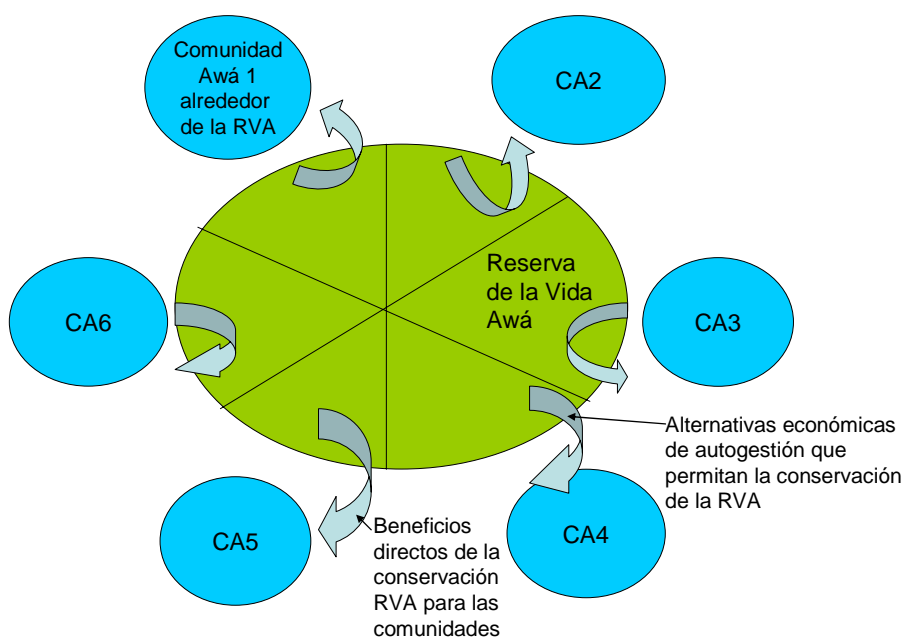 Comunidad
Awá 1
alrededor
de la RVA
CA2
Reserva
de la Vida
Awá
CA6
CA3
Alternativas económicas
de autogestión que
permitan la conservación
de la RVA
CA5
CA4
Beneficios
directos de la
conservación
RVA para las
comunidades